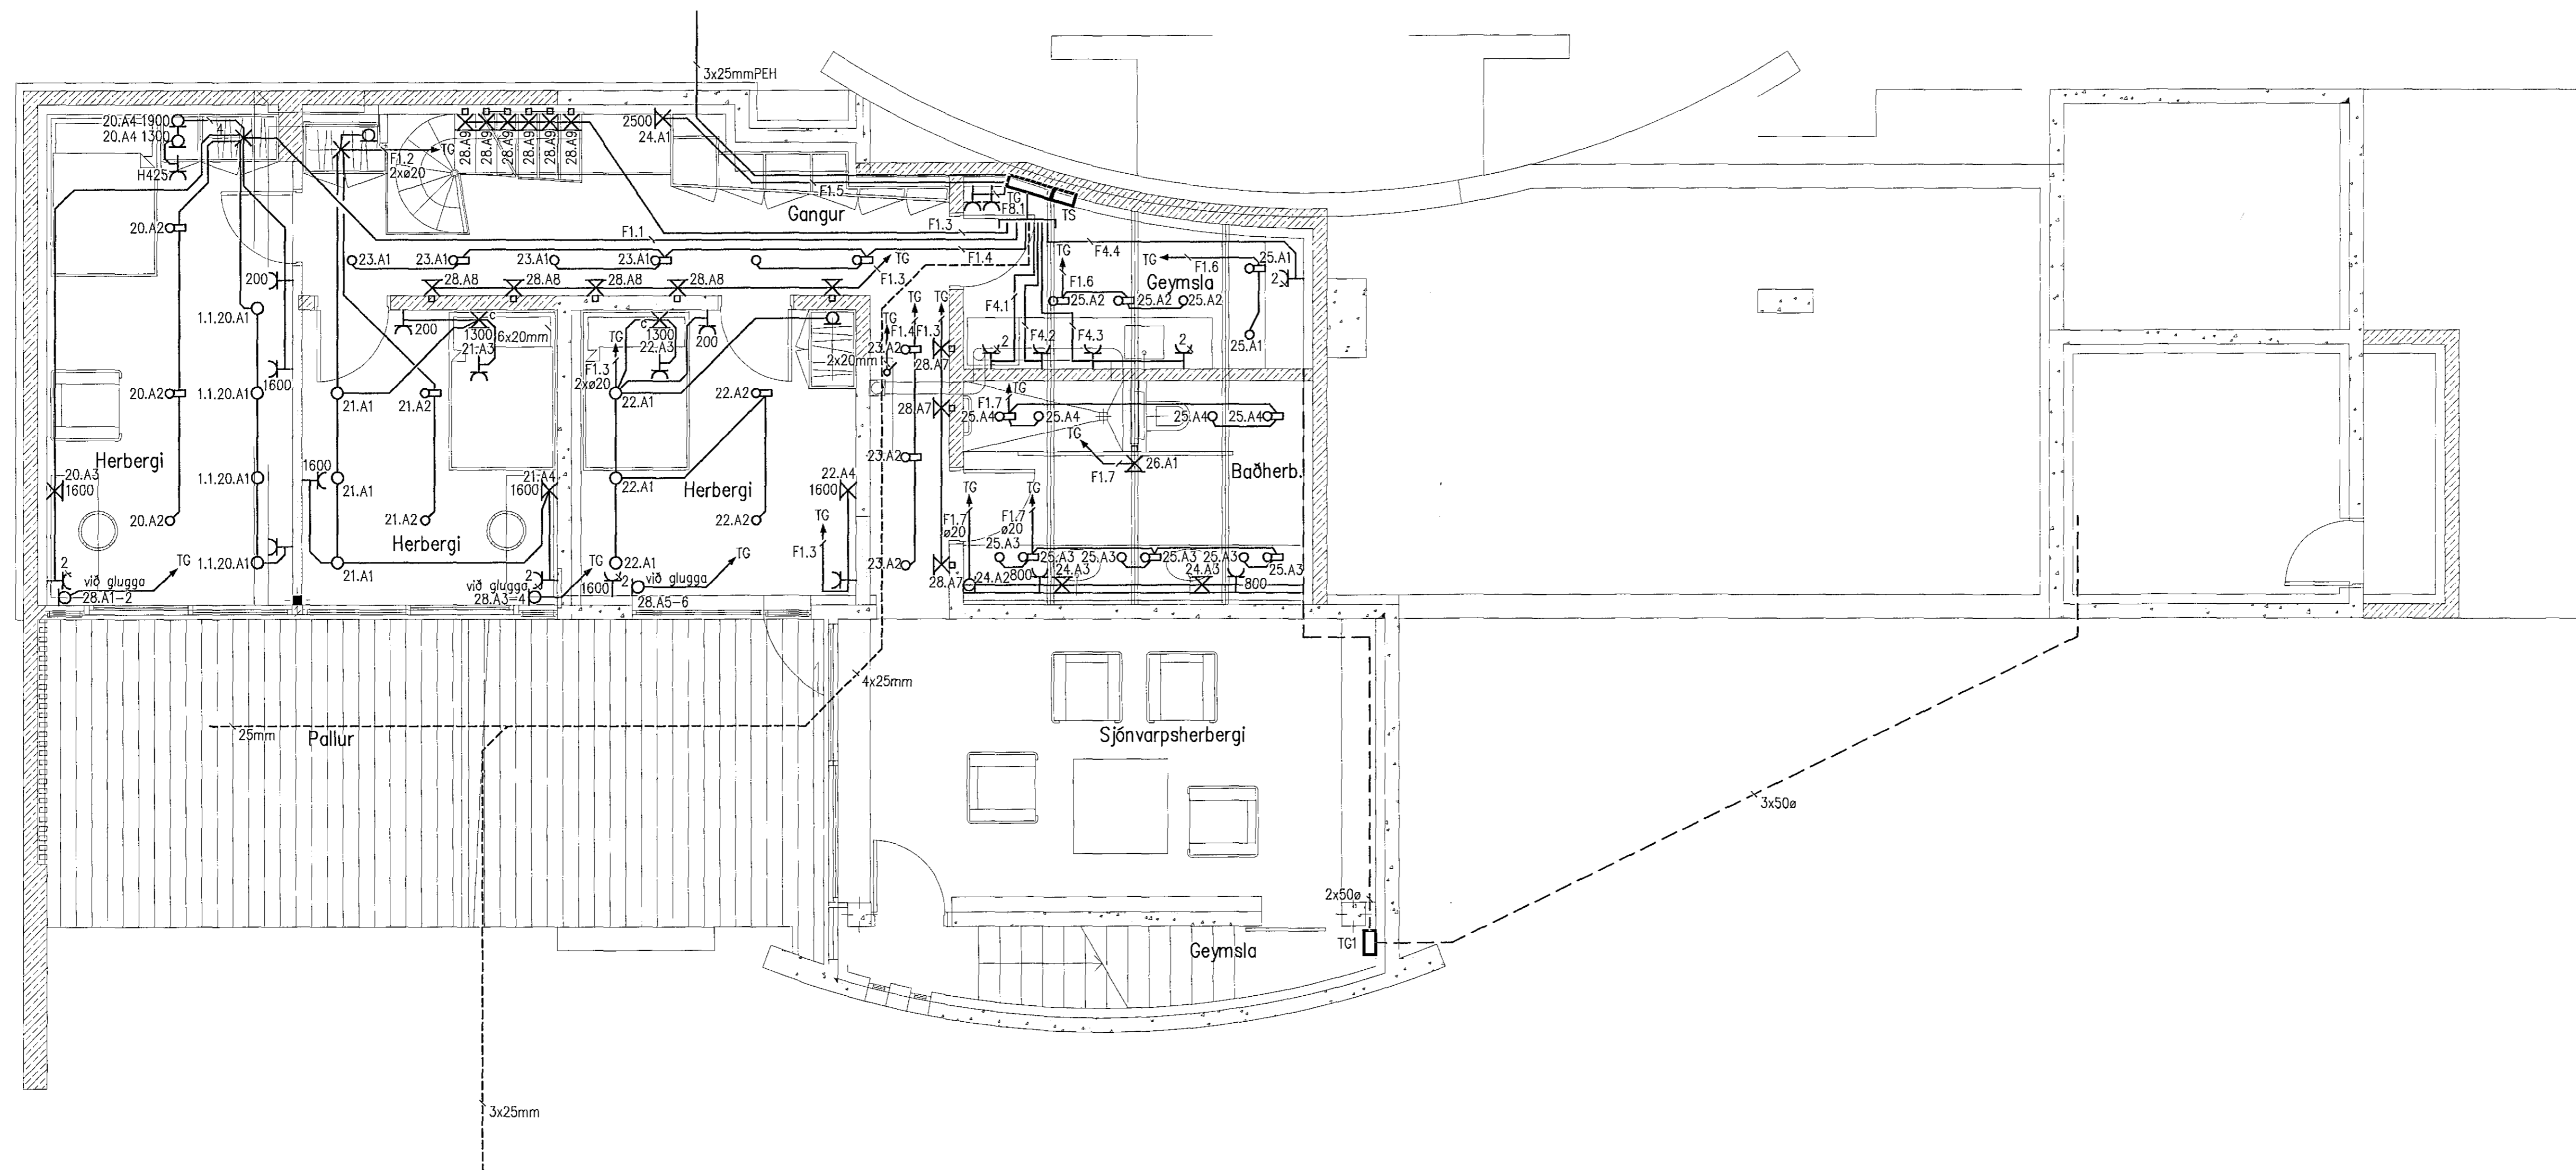 3x25mmPEH
20.A4 1900
20.A4 1300
H425
4
F1.2
2xø20
TG
28.A9
28.A9
28.A9
28.A9
28.A9
28.A9
2500
24.A1
F1.5
Gangur
TG
F8.1
TS
F1.3
F1.1
F1.4
F4.4
20.A2
23.A1
23.A1
23.A1
23.A1
TG
F1.3
TG
F1.6
Geymsla
TG
F1.6
25.A1
2
200
28.A8
28.A8
28.A8
28.A8
1.1.20.A1
F4.1
25.A2
25.A2
25.A2
200
c
1300
21.A3
6x20mm
TG
F1.3
2xø20
c
1300
22.A3
200
TG
TG
F1.4
F1.3
23.A2
2x20mm
28.A7
2
F4.2
F4.3
2
25.A1
1600
20.A2
1.1.20.A1
21.A1
21.A2
22.A1
22.A2
28.A7
TG
F1.7
25.A4
25.A4
25.A4
25.A4
TG
F1.7
26.A1
Baðherb.
Herbergi
20.A3
1600
1.1.20.A1
1600
21.A1
21.A4
1600
22.A1
Herbergi
22.A4
1600
23.A2
20.A2
21.A2
Herbergi
22.A2
TG
F1.3
TG
F1.7
ø20
TG
F1.7
ø20
2
við glugga
28.A1-2
TG
1.1.20.A1
21.A1
við glugga
28.A3-4
2
TG
22.A1
1600
2
við glugga
28.A5-6
TG
23.A2
28.A7
24.A2
25.A3
25.A3
25.A3
25.A3
25.A3
25.A3
800
24.A3
24.A3
800
4x25mm
25mm
Pallur
Sjónvarpsherbergi
3x50ø
2x50ø
TG1
Geymsla
3x25mm